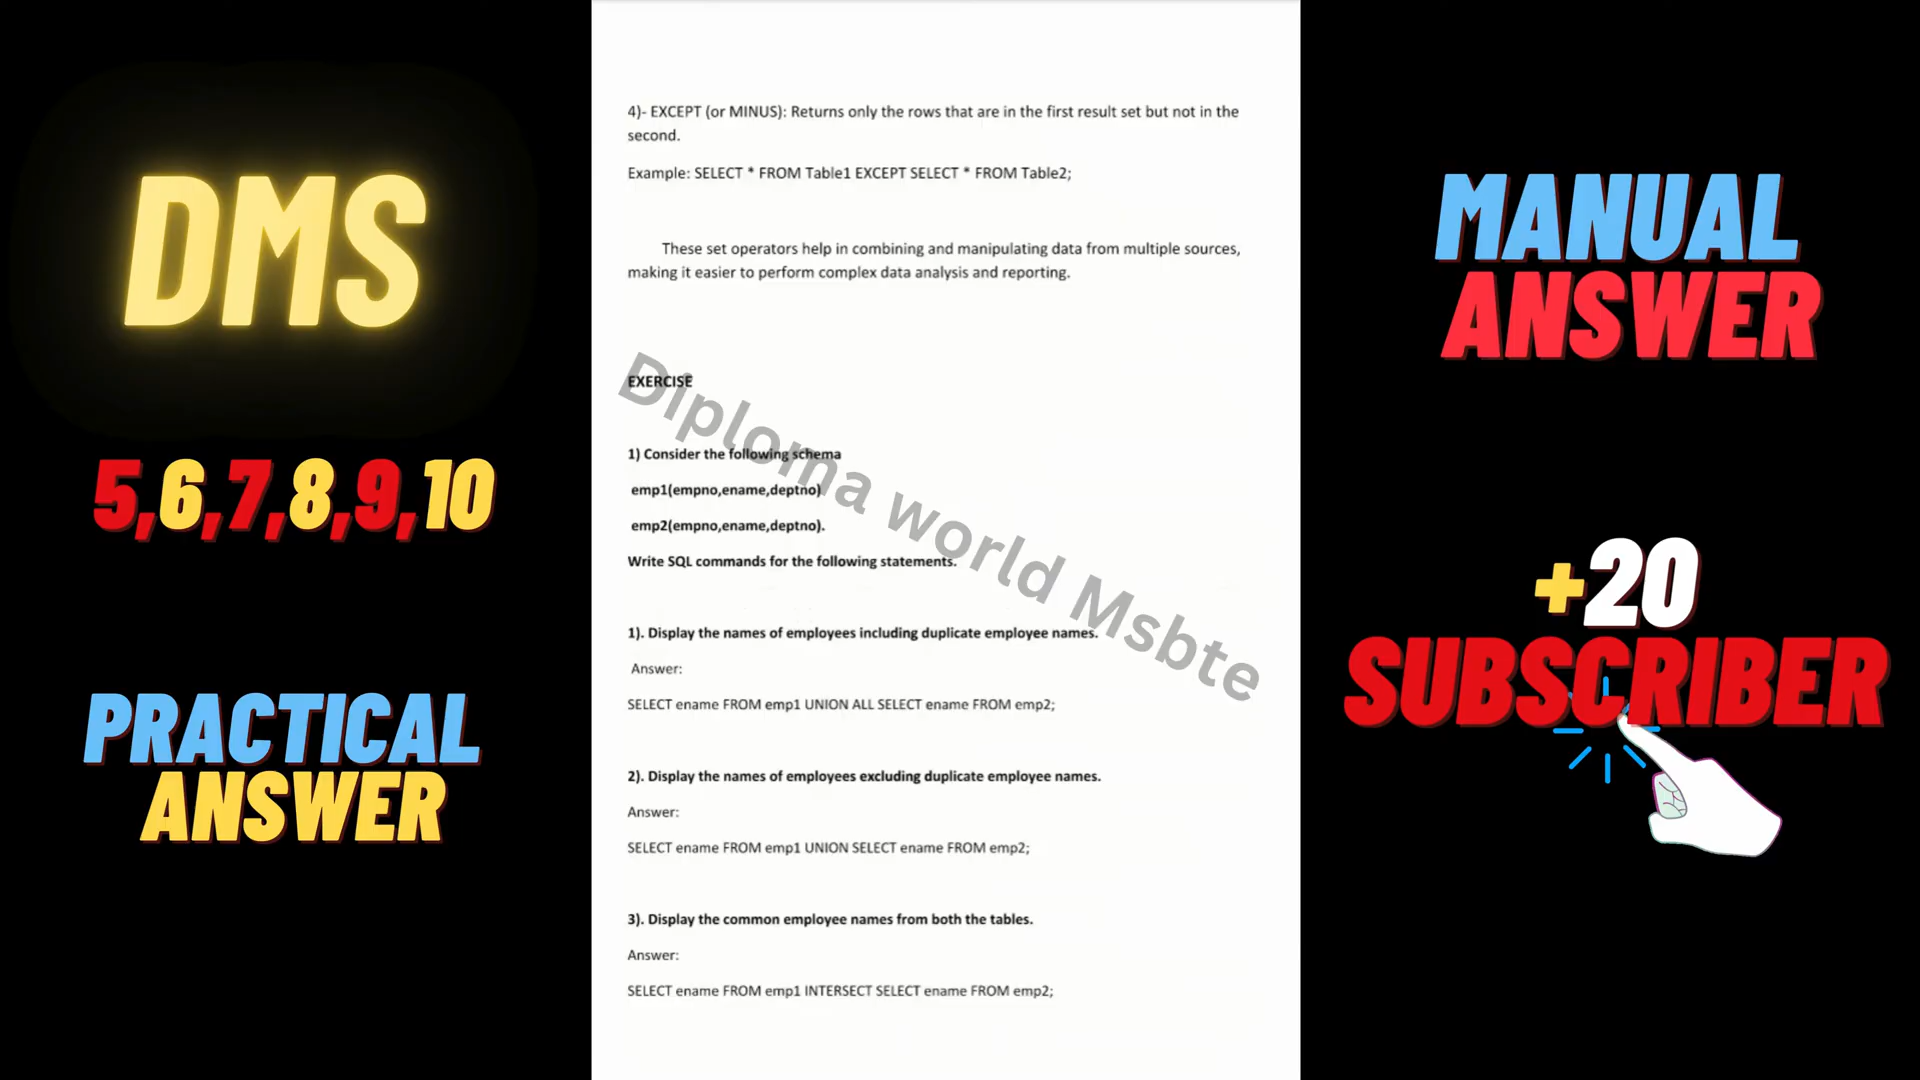 DMS
5,6,7,8,9,10
PRACTICAL
ANSWER
4)- EXCEPT (or MINUS): Returns only the rows that are in the first result set but not in the
second.
Example: SELECT * FROM Table1 EXCEPT SELECT * FROM Table2;
These set operators help in combining and manipulating data from multiple sources,
making it easier to perform complex data analysis and reporting.
EXERCISE
Diploma world Msbte
1) Consider the following schema
emp1(empno,ename,deptno)
emp2(empno,ename,deptno).
Write SQL commands for the following statements.
1). Display the names of employees including duplicate employee names.
Answer:
SELECT ename FROM emp1 UNION ALL SELECT ename FROM emp2;
2). Display the names of employees excluding duplicate employee names.
Answer:
SELECT ename FROM emp1 UNION SELECT ename FROM emp2;
3). Display the common employee names from both the tables.
Answer:
SELECT ename FROM emp1 INTERSECT SELECT ename FROM emp2;
MANUAL
ANSWER
+20
SUBSCRIBER